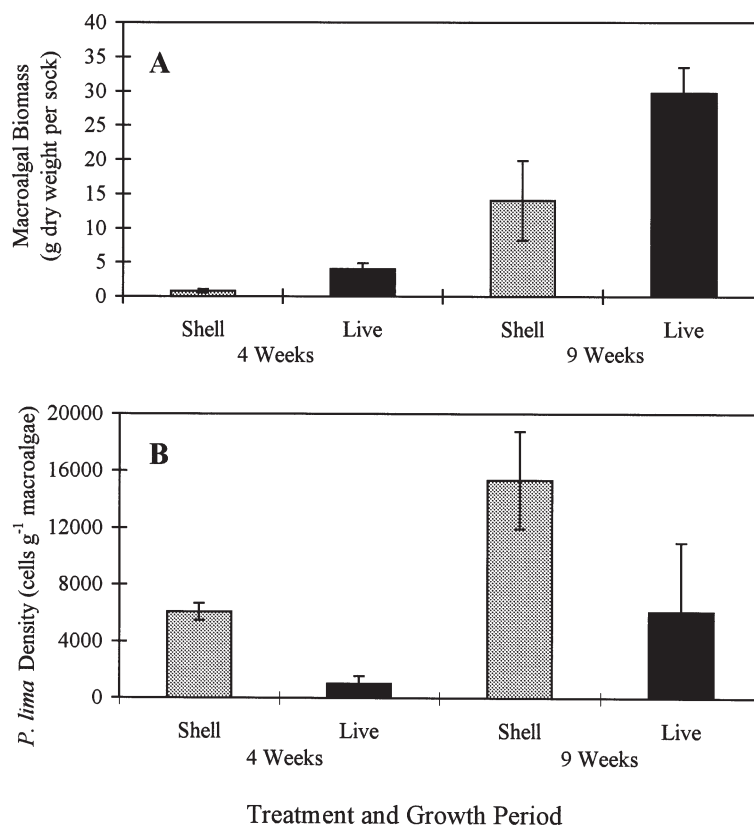 40
A
35
30
25
20
15
10
5
0
Macroalgal Biomass
(g dry weight per sock)
Shell Live Shell Live
4 Weeks 9 Weeks
20000
B
16000
12000
8000
4000
0
P. lima Density (cells g⁻¹ macroalgae)
Shell Live Shell Live
4 Weeks 9 Weeks
Treatment and Growth Period